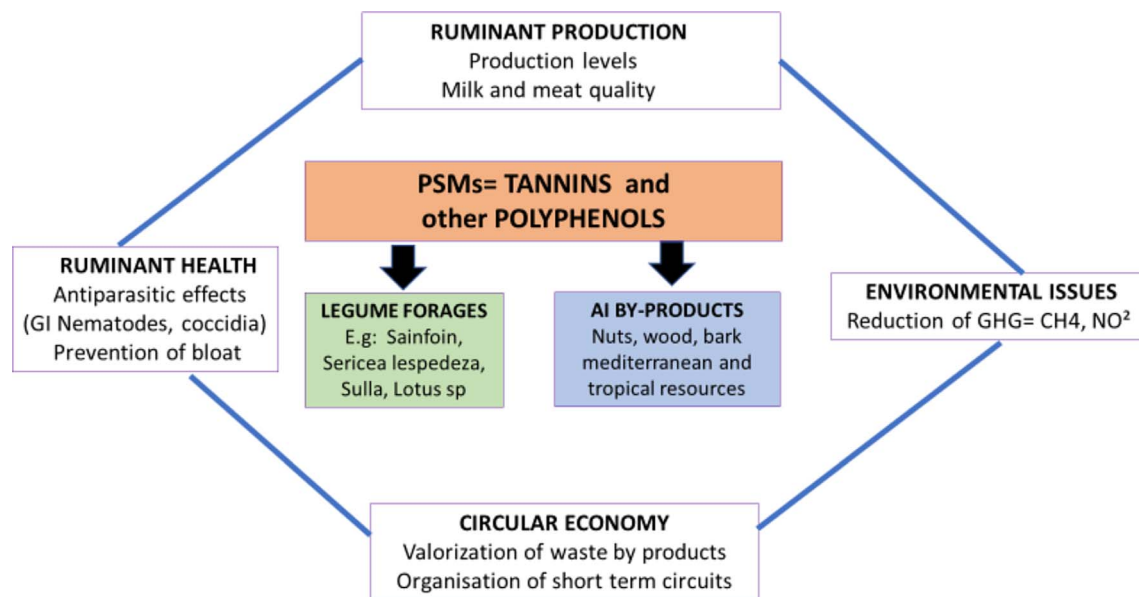 RUMINANT PRODUCTION
Production levels
Milk and meat quality
PSMs= TANNINS and
other POLYPHENOLS
RUMINANT HEALTH
Antiparasitic effects
(GI Nematodes, coccidia)
Prevention of bloat
LEGUME FORAGES
E.g: Sainfoin,
Sericea lespedeza,
Sulla, Lotus sp
AI BY-PRODUCTS
Nuts, wood, bark
mediterranean and
tropical resources
ENVIRONMENTAL ISSUES
Reduction of GHG= CH4, NO²
CIRCULAR ECONOMY
Valorization of waste by products
Organisation of short term circuits